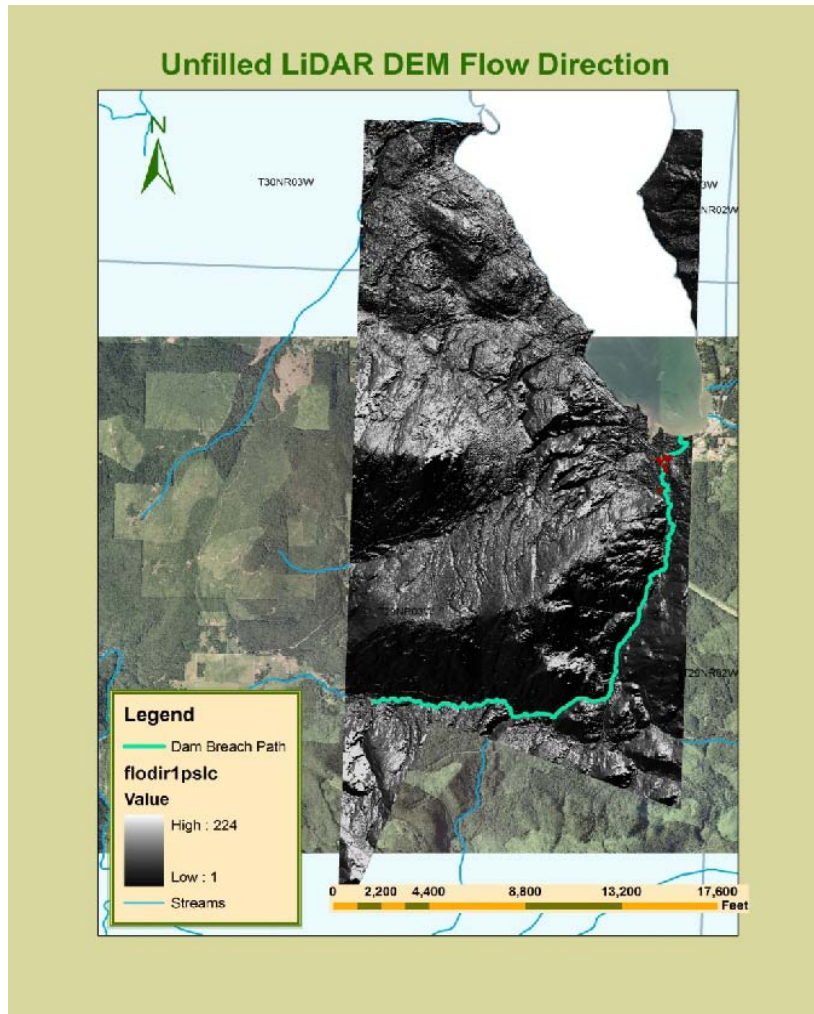 Unfilled LiDAR DEM Flow Direction
N
T30NR03W
3W
NR02W
T29NR03W
T29NR02W
Legend
Dam Breach Path
flodir1pslc
Value
High : 224
Low : 1
Streams
0 2,200 4,400 8,800 13,200 17,600
Feet